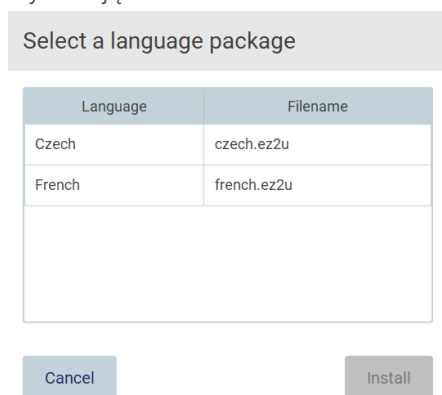 Select a language package
Language Filename
Czech czech.ez2u
French french.ez2u
Cancel Install